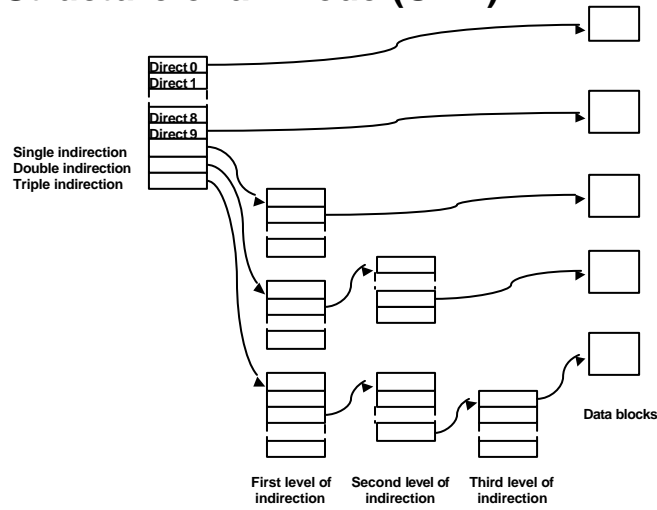 Direct 0
Direct 1
Direct 8
Direct 9
Single indirection
Double indirection
Triple indirection
Data blocks
First level of
indirection
Second level of
indirection
Third level of
indirection